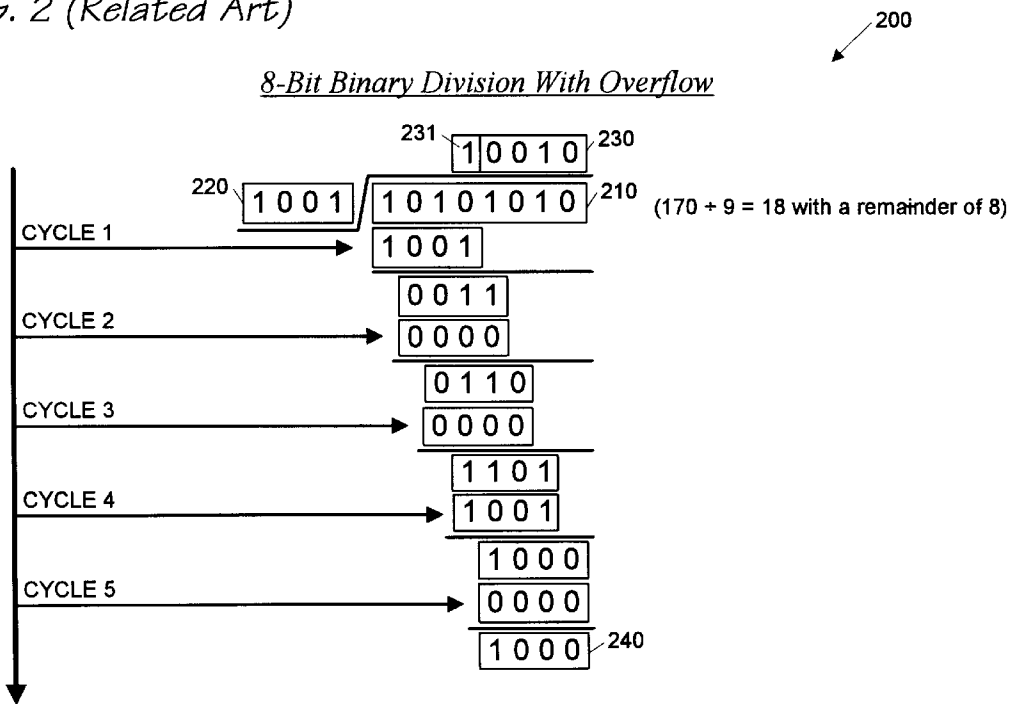 . 2 (Related Art)
200
8-Bit Binary Division With Overflow
231
1 0 0 1 0
230
220
1 0 0 1
1 0 1 0 1 0 1 0
210
(170 ÷ 9 = 18 with a remainder of 8)
CYCLE 1
1 0 0 1
0 0 1 1
CYCLE 2
0 0 0 0
0 1 1 0
CYCLE 3
0 0 0 0
1 1 0 1
CYCLE 4
1 0 0 1
1 0 0 0
CYCLE 5
0 0 0 0
1 0 0 0
240